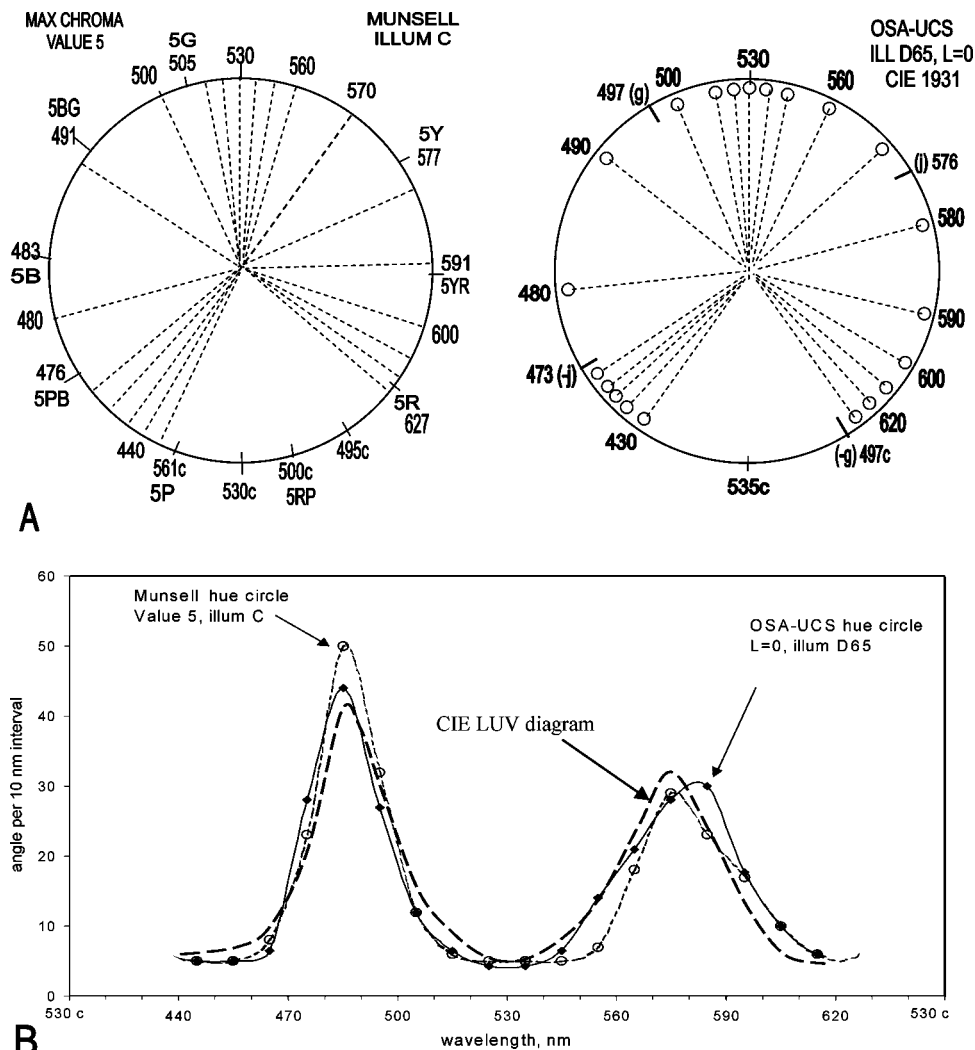 MAX CHROMA
VALUE 5
MUNSELL
ILLUM C
5G
505
530
560
500
570
5BG
491
5Y
577
483
5B
591
5YR
480
600
476
5PB
5R
627
440
561c
5P
530c
500c
5RP
495c
OSA-UCS
ILL D65, L=0
CIE 1931
530
497 (g)
500
560
490
(j) 576
580
480
590
473 (-j)
600
430
620
(-g) 497c
535c
A
60
50
40
30
20
10
0
angle per 10 nm interval
Munsell hue circle
Value 5, illum C
OSA-UCS hue circle
L=0, illum D65
CIE LUV diagram
530 c
440
470
500
530
560
590
620
530 c
wavelength, nm
B